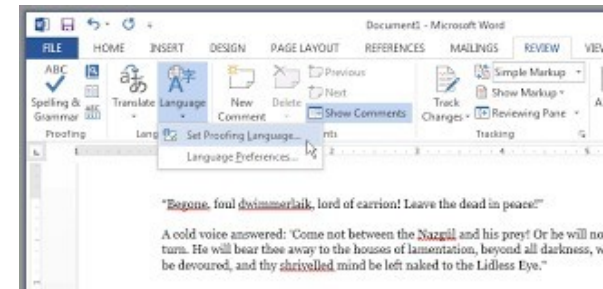 Document1 - Microsoft Word
FILE HOME INSERT DESIGN PAGE LAYOUT REFERENCES MAILINGS REVIEW VIEW
ABC Simple Markup
Spelling & Grammar Translate Language New Comment Delete Previous Next Show Comments Track Changes Show Markup Reviewing Pane
Proofing Lang nts Tracking
Set Proofing Language...
Language Preferences...
"Begone, foul dwimmerlaik, lord of carrion! Leave the dead in peace!"
A cold voice answered: 'Come not between the Nazgûl and his prey! Or he will no
turn. He will bear thee away to the houses of lamentation, beyond all darkness, w
be devoured, and thy shrivelled mind be left naked to the Lidless Eye."